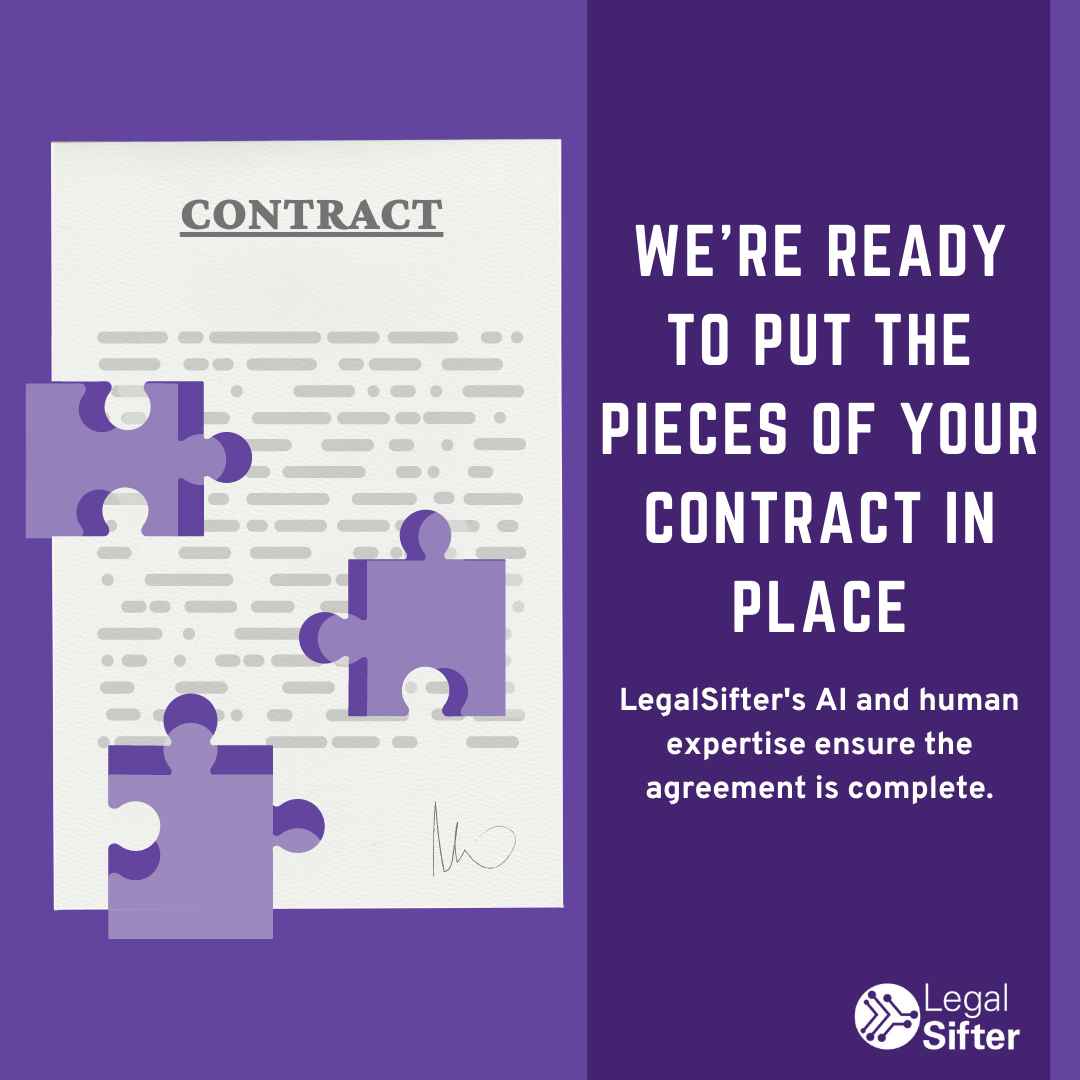 CONTRACT
WE'RE READY
TO PUT THE
PIECES OF YOUR
CONTRACT IN
PLACE
LegalSifter's AI and human
expertise ensure the
agreement is complete.
Legal
Sifter